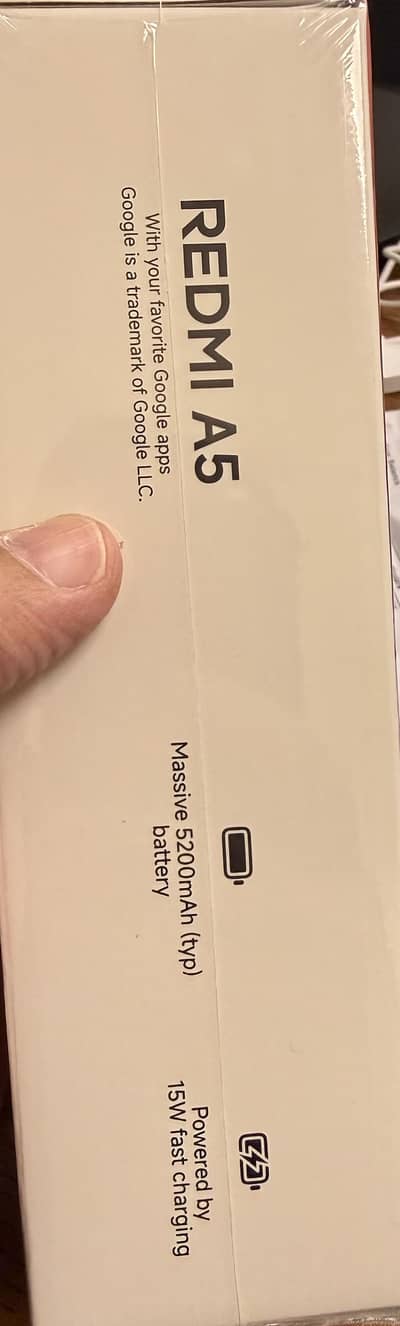 REDMI A5
With your favorite Google apps
Google is a trademark of Google LLC.
Massive 5200mAh (typ)
battery
Powered by
15W fast charging